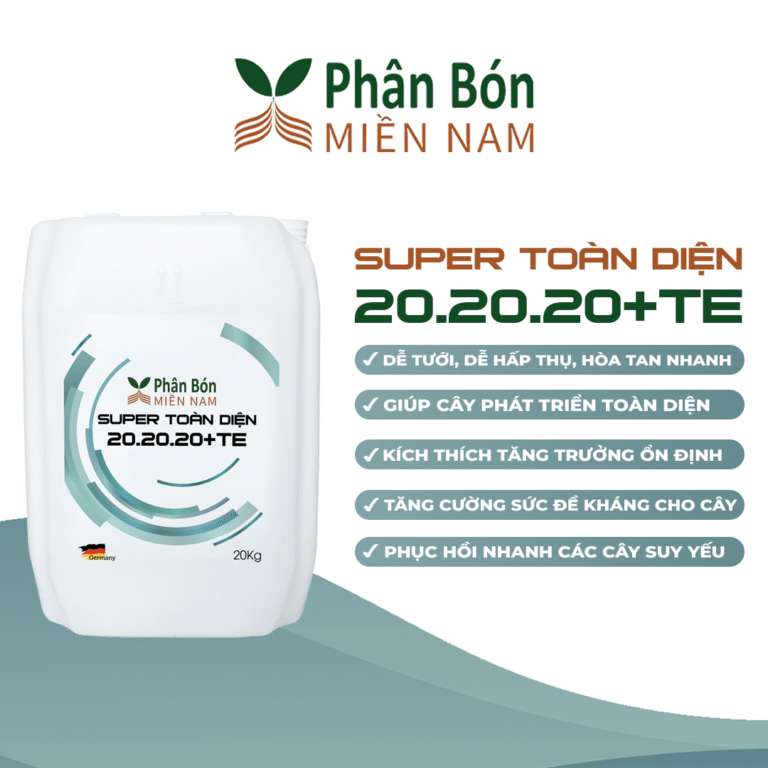 Phân Bón
MIỀN NAM
SUPER TOÀN DIỆN
20.20.20+TE
DỄ TƯỚI, DỄ HẤP THỤ, HÒA TAN NHANH
GIÚP CÂY PHÁT TRIỂN TOÀN DIỆN
KÍCH THÍCH TĂNG TRƯỞNG ỔN ĐỊNH
TĂNG CƯỜNG SỨC ĐỀ KHÁNG CHO CÂY
PHỤC HỒI NHANH CÁC CÂY SUY YẾU
Phân Bón
MIỀN NAM
SUPER TOÀN DIỆN
20.20.20+TE
Germany
20Kg